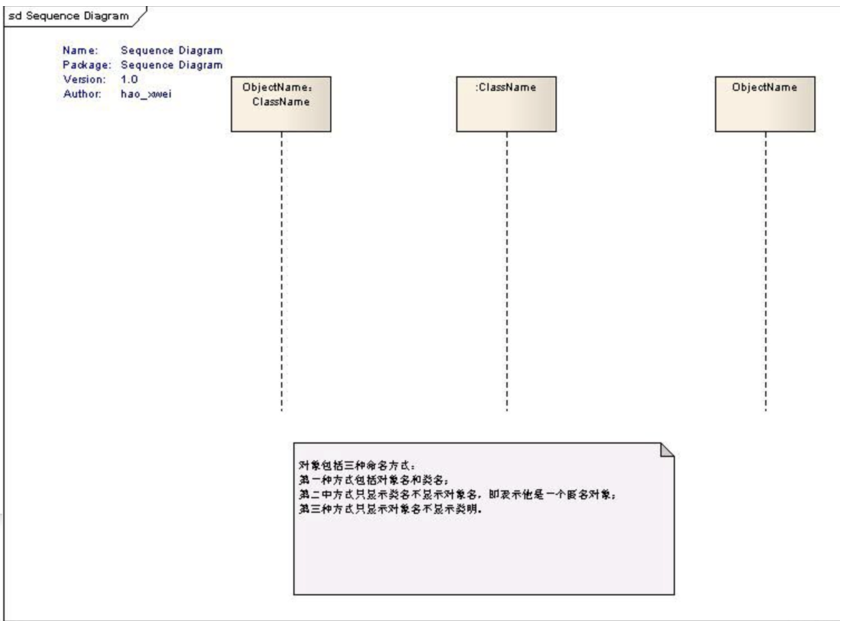 sd Sequence Diagram
Name: Sequence Diagram
Package: Sequence Diagram
Version: 1.0
Author: hao_xwei
ObjectName:
ClassName
:ClassName
ObjectName
对象包括三种命名方式:
第一种方式包括对象名和类名;
第二中方式只显示类名不显示对象名, 即表示他是一个匿名对象;
第三种方式只显示对象名不显示类明.